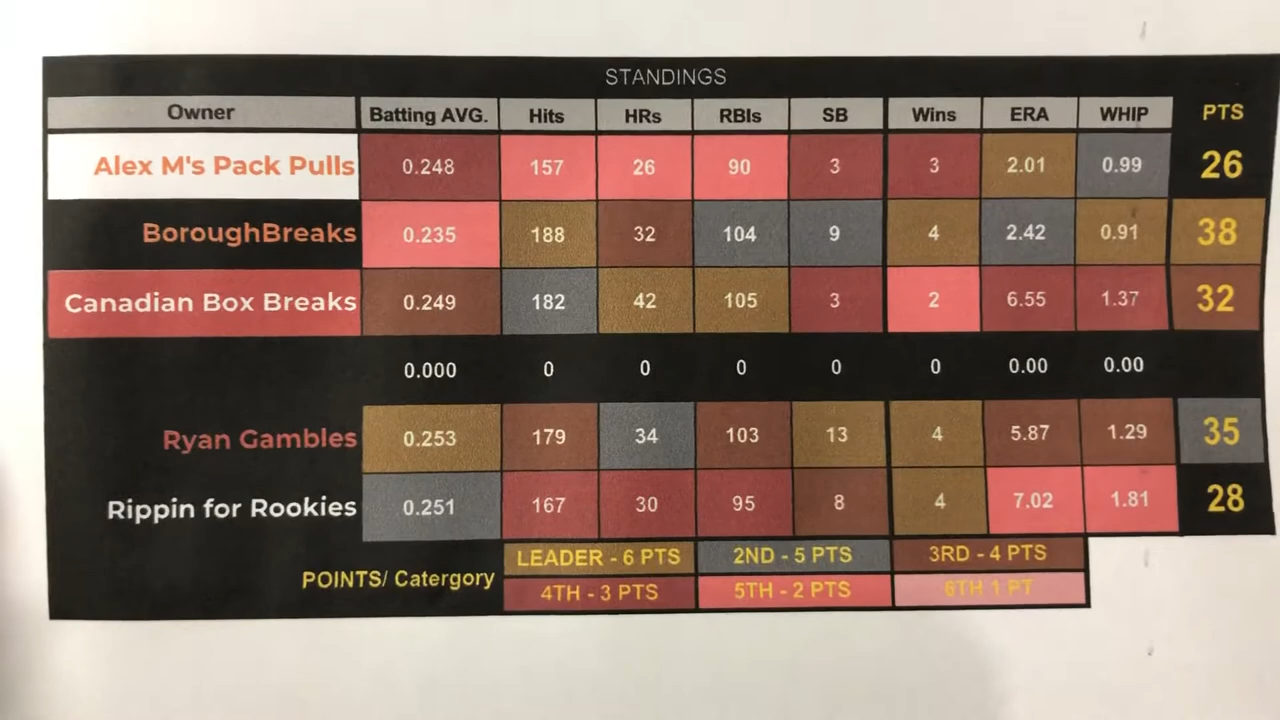 STANDINGS
Owner Batting AVG. Hits HRs RBIs SB Wins ERA WHIP PTS
Alex M's Pack Pulls 0.248 157 26 90 3 3 2.01 0.99 26
BoroughBreaks 0.235 188 32 104 9 4 2.42 0.91 38
Canadian Box Breaks 0.249 182 42 105 3 2 6.55 1.37 32
0.000 0 0 0 0 0 0.00 0.00
Ryan Gambles 0.253 179 34 103 13 4 5.87 1.29 35
Rippin for Rookies 0.251 167 30 95 8 4 7.02 1.81 28
POINTS/ Catergory
LEADER - 6 PTS 2ND - 5 PTS 3RD - 4 PTS
4TH - 3 PTS 5TH - 2 PTS 6TH 1 PT